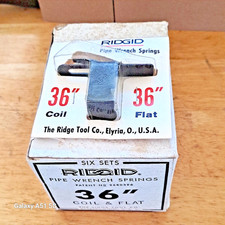 RIDGID
Pipe Wrench Springs
36" 36"
Coil Flat
The Ridge Tool Co., Elyria, O., U.S.A.
SIX SETS
RIDGID
PIPE WRENCH SPRINGS
36"
COIL & FLAT